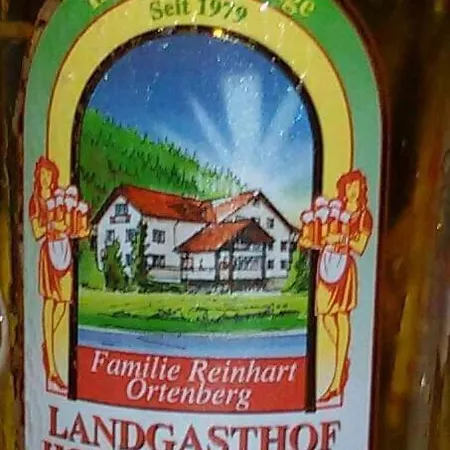 Seit 1979
Familie Reinhart
Ortenberg
LANDGASTHOF